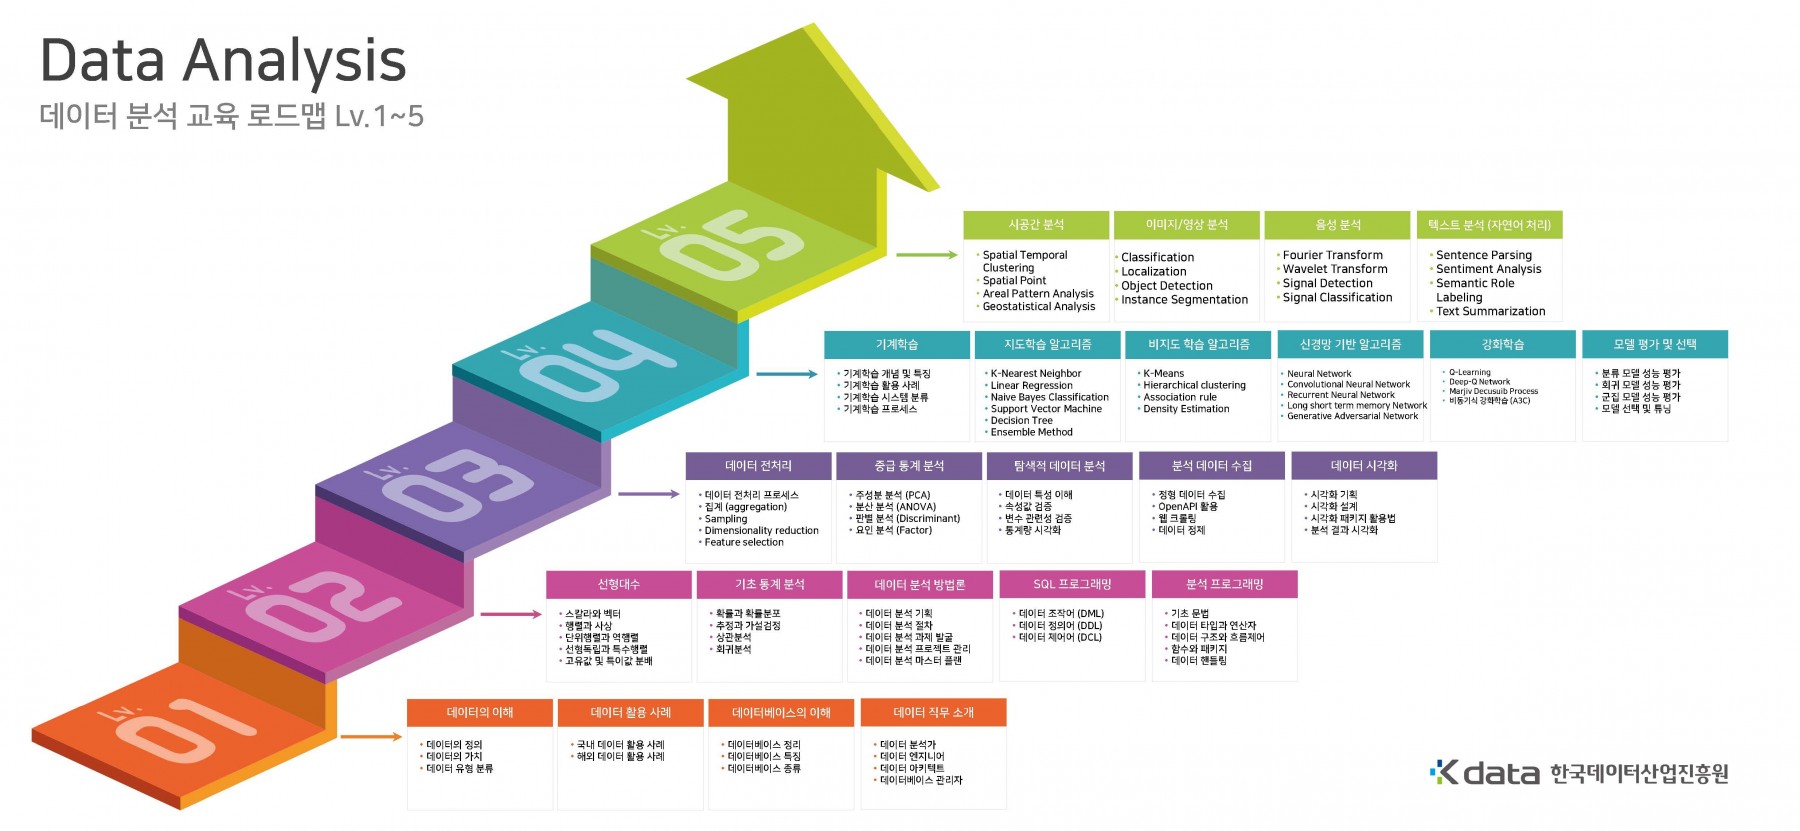 Data Analysis
데이터 분석 교육 로드맵 Lv.1~5
Lv.
05
시공간 분석
• Spatial Temporal
Clustering
• Spatial Point
• Areal Pattern Analysis
• Geostatistical Analysis
이미지/영상 분석
• Classification
• Localization
• Object Detection
• Instance Segmentation
음성 분석
• Fourier Transform
• Wavelet Transform
• Signal Detection
• Signal Classification
텍스트 분석 (자연어 처리)
• Sentence Parsing
• Sentiment Analysis
• Semantic Role
Labeling
• Text Summarization
Lv.
04
기계학습
• 기계학습 개념 및 특징
• 기계학습 활용 사례
• 기계학습 시스템 분류
• 기계학습 프로세스
지도학습 알고리즘
• K-Nearest Neighbor
• Linear Regression
• Naive Bayes Classification
• Support Vector Machine
• Decision Tree
• Ensemble Method
비지도 학습 알고리즘
• K-Means
• Hierarchical clustering
• Association rule
• Density Estimation
신경망 기반 알고리즘
• Neural Network
• Convolutional Neural Network
• Recurrent Neural Network
• Long short term memory Network
• Generative Adversarial Network
강화학습
• Q-Learning
• Deep-Q Network
• Marjiv Decusuib Process
• 비동기식 강화학습 (A3C)
모델 평가 및 선택
• 분류 모델 성능 평가
• 회귀 모델 성능 평가
• 군집 모델 성능 평가
• 모델 선택 및 튜닝
Lv.
03
데이터 전처리
• 데이터 전처리 프로세스
• 집계 (aggregation)
• Sampling
• Dimensionality reduction
• Feature selection
중급 통계 분석
• 주성분 분석 (PCA)
• 분산 분석 (ANOVA)
• 판별 분석 (Discriminant)
• 요인 분석 (Factor)
탐색적 데이터 분석
• 데이터 특성 이해
• 속성값 검증
• 변수 관련성 검증
• 통계량 시각화
분석 데이터 수집
• 정형 데이터 수집
• OpenAPI 활용
• 웹 크롤링
• 데이터 정제
데이터 시각화
• 시각화 기획
• 시각화 설계
• 시각화 패키지 활용법
• 분석 결과 시각화
Lv.
02
선형대수
• 스칼라와 벡터
• 행렬과 사상
• 단위행렬과 역행렬
• 선형독립과 특수행렬
• 고유값 및 특이값 분배
기초 통계 분석
• 확률과 확률분포
• 추정과 가설검정
• 상관분석
• 회귀분석
데이터 분석 방법론
• 데이터 분석 기획
• 데이터 분석 절차
• 데이터 분석 과제 발굴
• 데이터 분석 프로젝트 관리
• 데이터 분석 마스터 플랜
SQL 프로그래밍
• 데이터 조작어 (DML)
• 데이터 정의어 (DDL)
• 데이터 제어어 (DCL)
분석 프로그래밍
• 기초 문법
• 데이터 타입과 연산자
• 데이터 구조와 흐름제어
• 함수와 패키지
• 데이터 핸들링
Lv.
01
데이터의 이해
• 데이터의 정의
• 데이터의 가치
• 데이터 유형 분류
데이터 활용 사례
• 국내 데이터 활용 사례
• 해외 데이터 활용 사례
데이터베이스의 이해
• 데이터베이스 정리
• 데이터베이스 특징
• 데이터베이스 종류
데이터 직무 소개
• 데이터 분석가
• 데이터 엔지니어
• 데이터 아키텍트
• 데이터베이스 관리자
Kdata 한국데이터산업진흥원